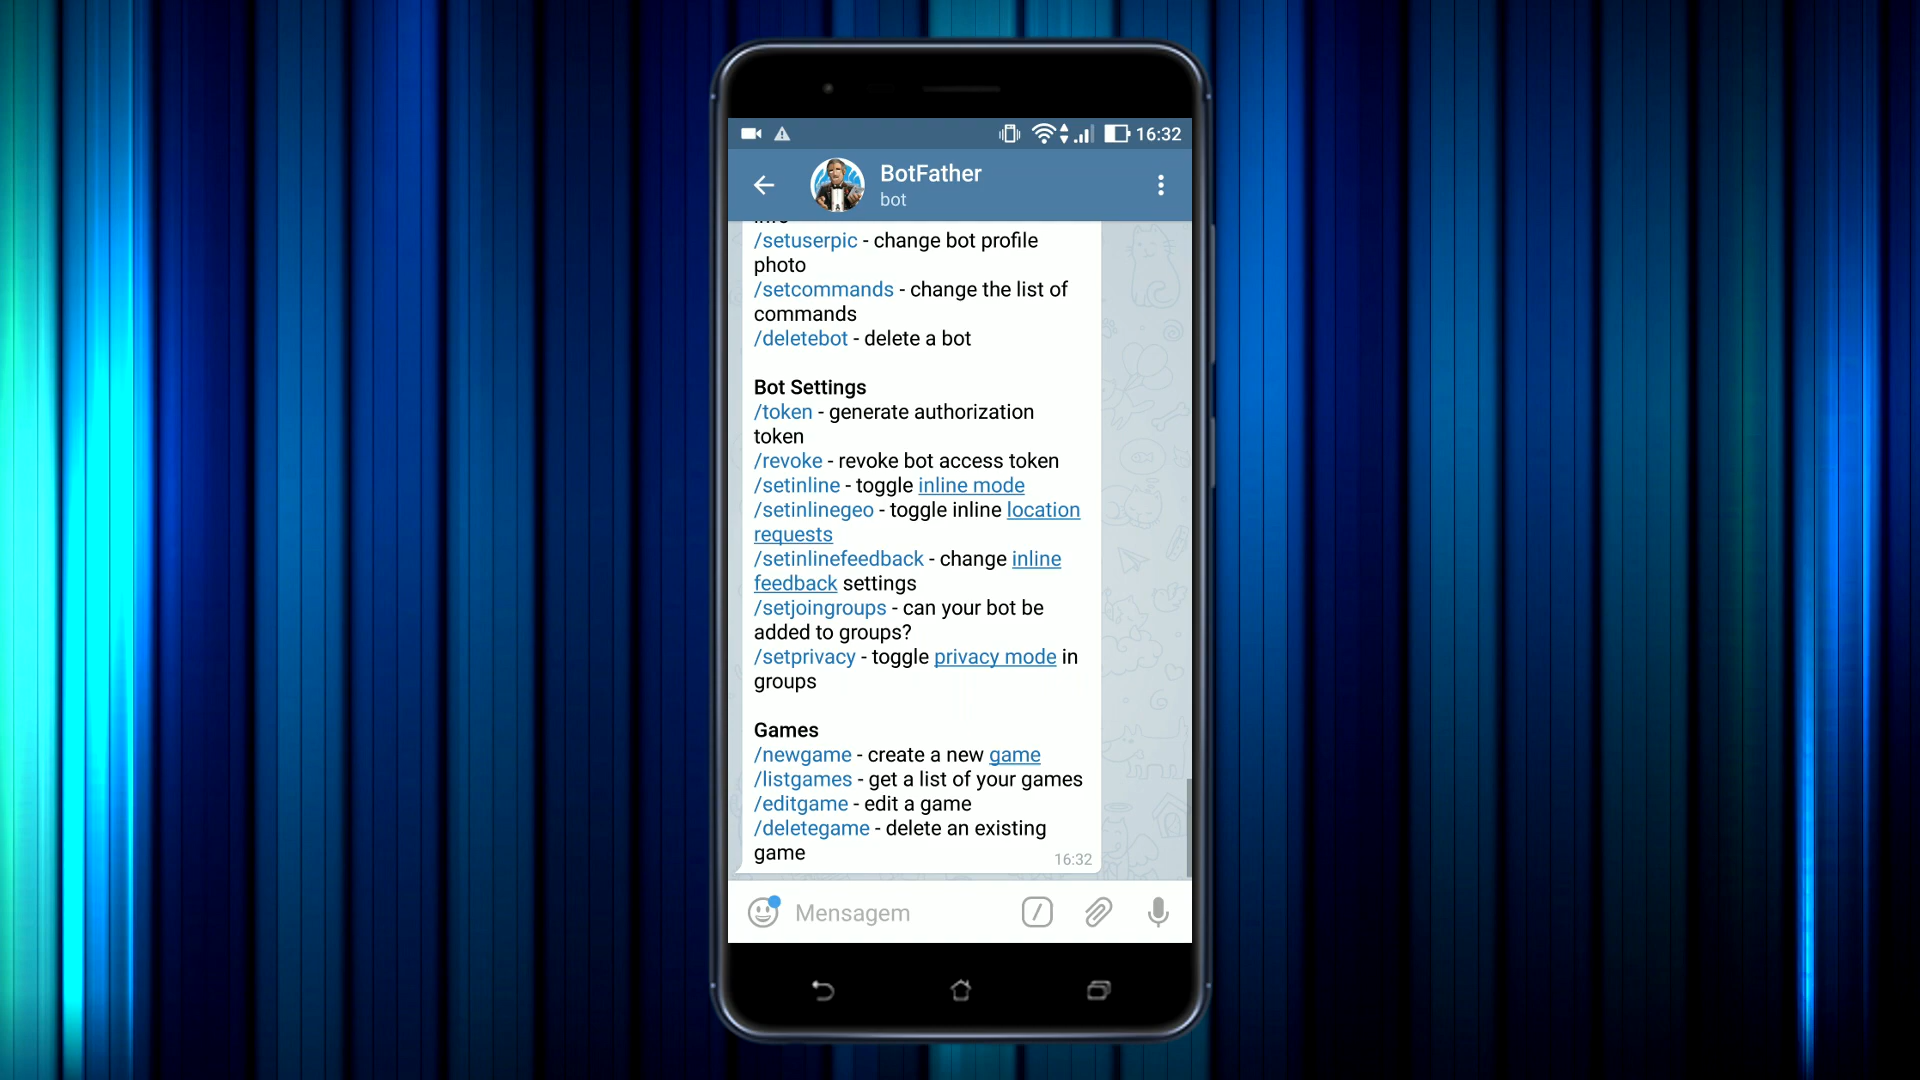 16:32
BotFather
bot
/setuserpic - change bot profile
photo
/setcommands - change the list of
commands
/deletebot - delete a bot
Bot Settings
/token - generate authorization
token
/revoke - revoke bot access token
/setinline - toggle inline mode
/setinlinegeo - toggle inline location
requests
/setinlinefeedback - change inline
feedback settings
/setjoingroups - can your bot be
added to groups?
/setprivacy - toggle privacy mode in
groups
Games
/newgame - create a new game
/listgames - get a list of your games
/editgame - edit a game
/deletegame - delete an existing
game
16:32
Mensagem